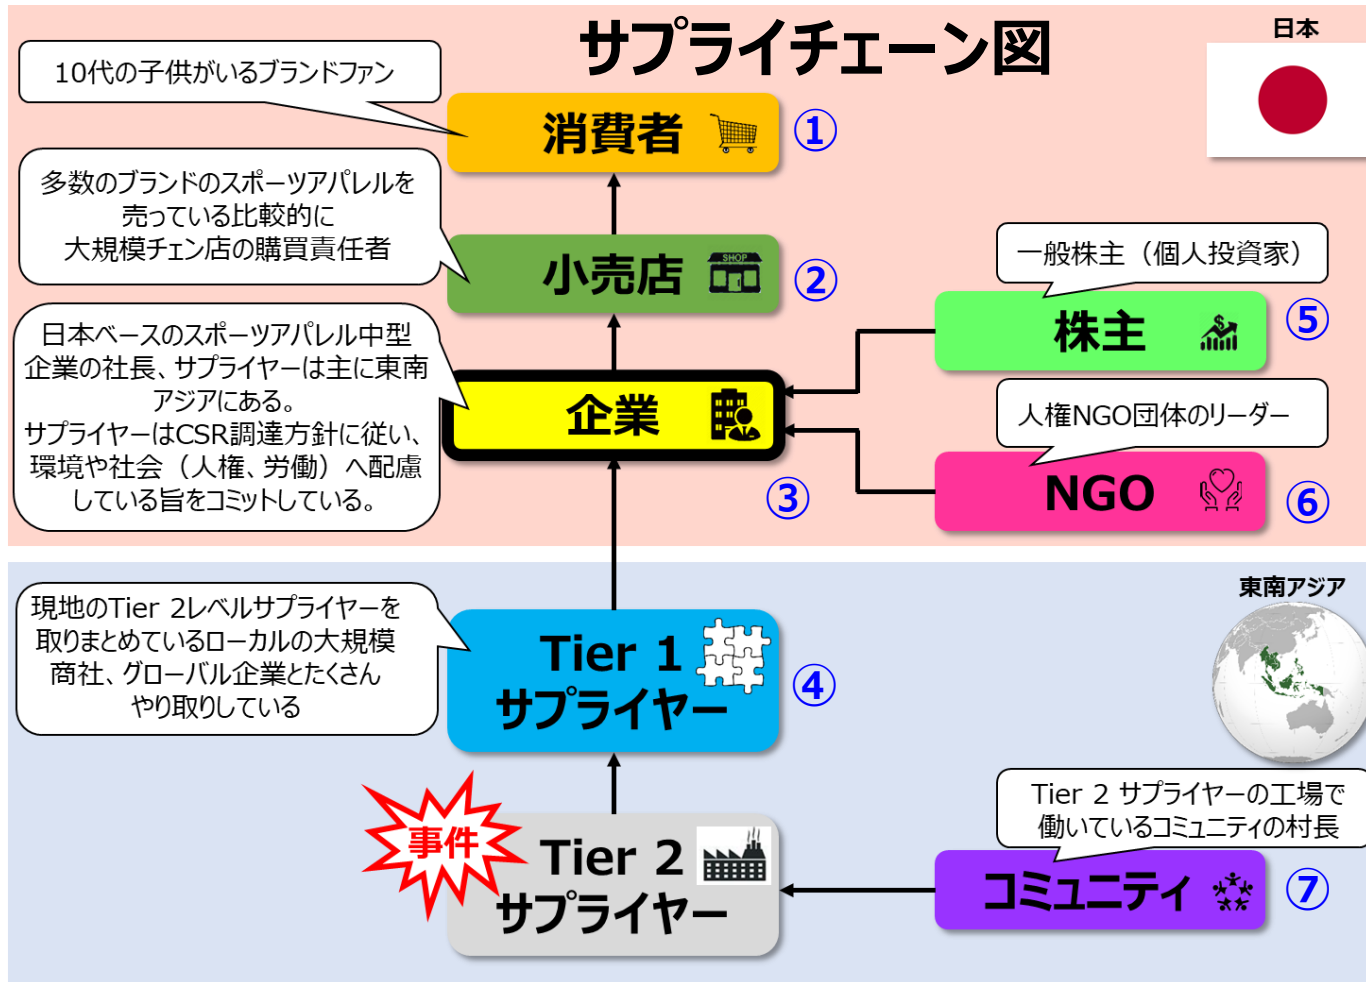 サプライチェーン図
日本
10代の子供がいるブランドファン
消費者
①
多数のブランドのスポーツアパレルを
売っている比較的に
大規模チェン店の購買責任者
小売店
SHOP
②
一般株主（個人投資家）
株主
⑤
日本ベースのスポーツアパレル中型
企業の社長、サプライヤーは主に東南
アジアにある。
サプライヤーはCSR調達方針に従い、
環境や社会（人権、労働）へ配慮
している旨をコミットしている。
企業
③
人権NGO団体のリーダー
NGO
⑥
東南アジア
現地のTier 2レベルサプライヤーを
取りまとめているローカルの大規模
商社、グローバル企業とたくさん
やり取りしている
Tier 1
サプライヤー
④
事件
Tier 2
サプライヤー
Tier 2 サプライヤーの工場で
働いているコミュニティの村長
コミュニティ
⑦